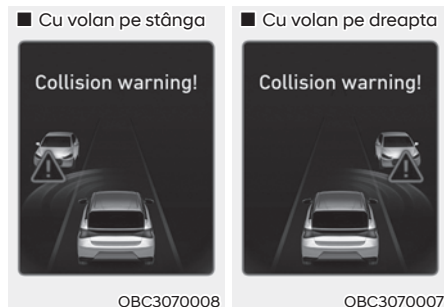 ■ Cu volan pe stânga
Collision warning!
OBC3070008
■ Cu volan pe dreapta
Collision warning!
OBC3070007